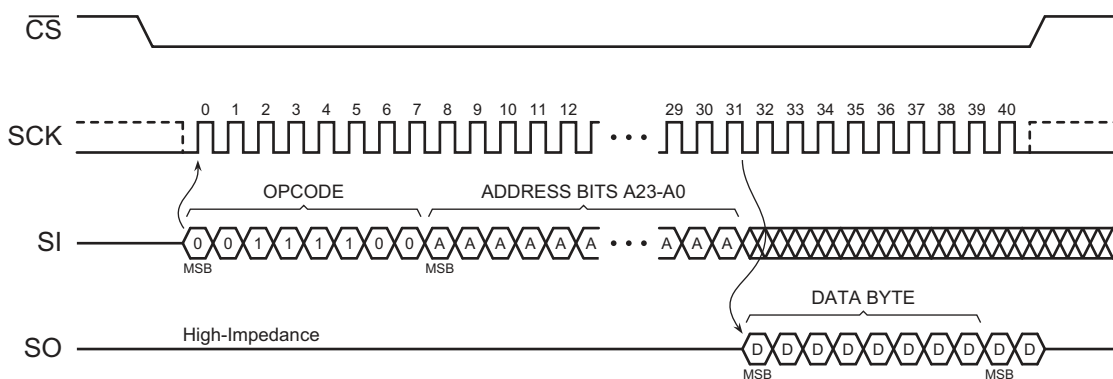 CS
0 1 2 3 4 5 6 7 8 9 10 11 12 29 30 31 32 33 34 35 36 37 38 39 40
SCK
OPCODE ADDRESS BITS A23-A0
SI 0 0 1 1 1 1 0 0 A A A A A A A A A
MSB MSB
DATA BYTE
High-Impedance
SO D D D D D D D D D D
MSB MSB